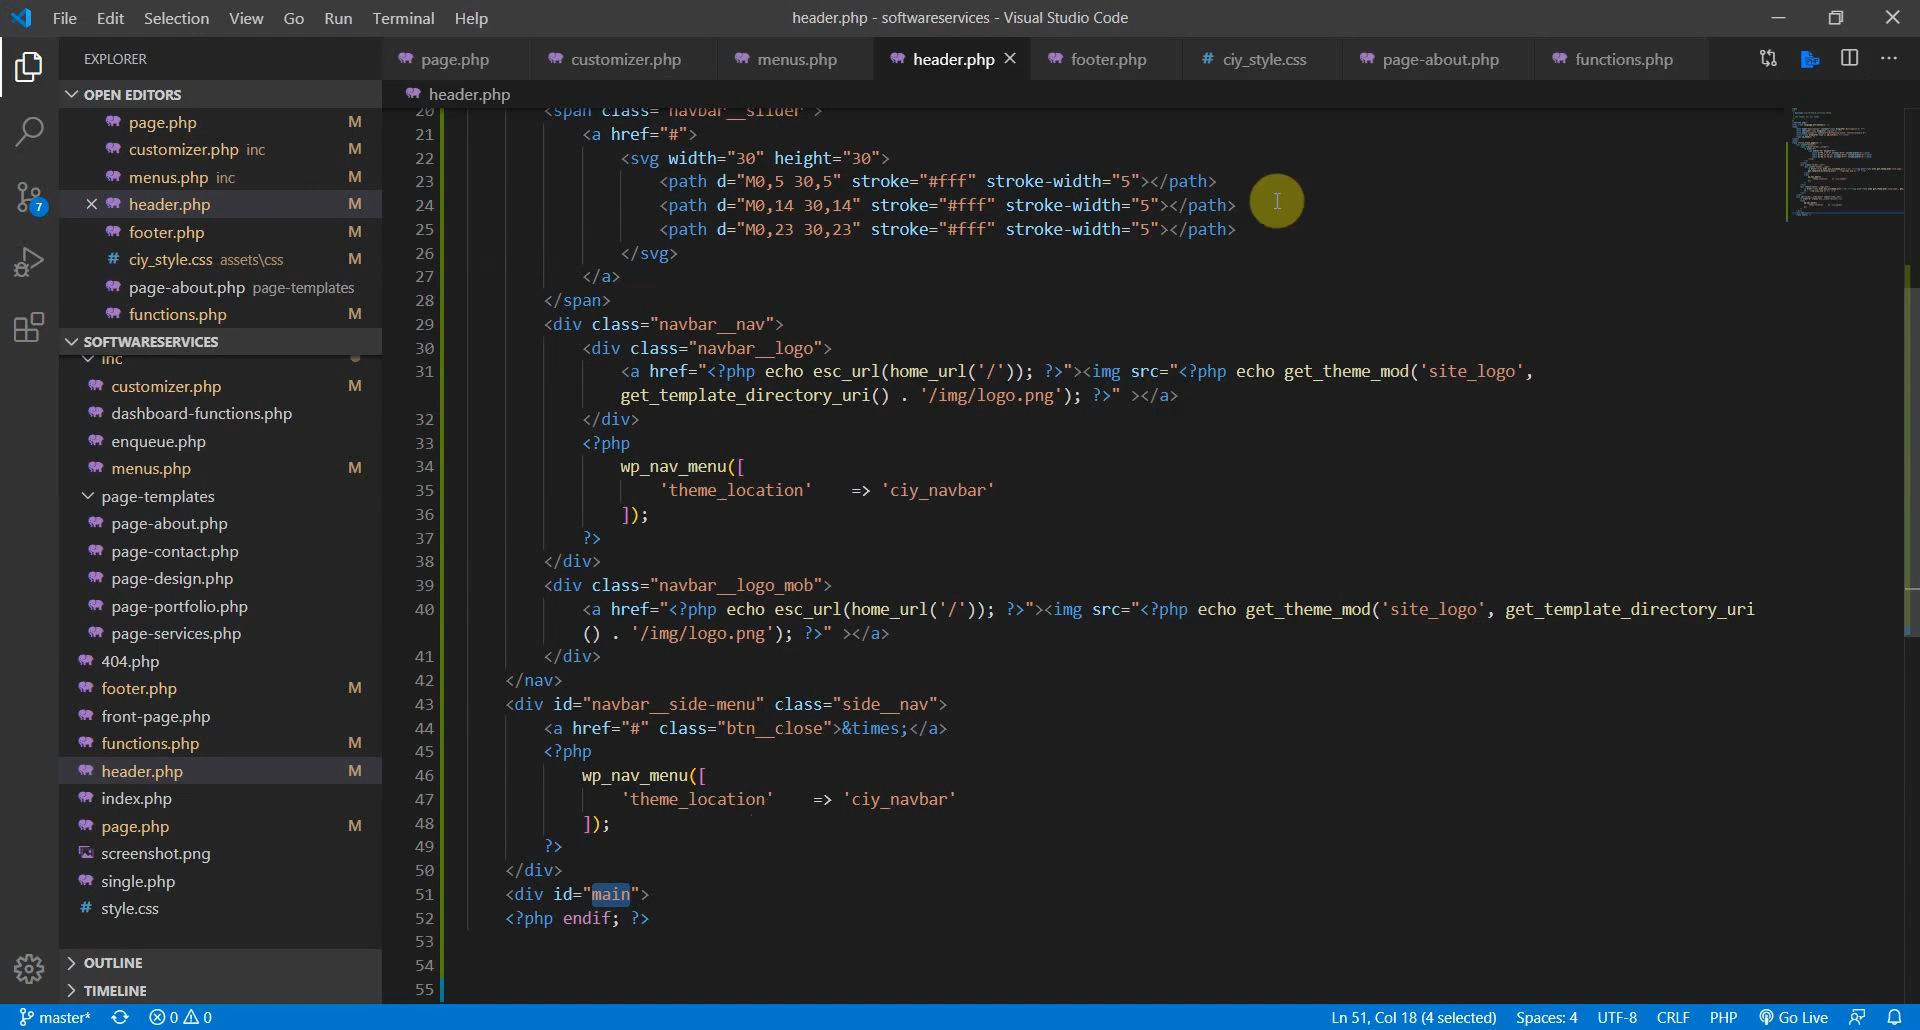 File Edit Selection View Go Run Terminal Help
header.php - softwareservices - Visual Studio Code
EXPLORER
OPEN EDITORS
page.php M
customizer.php inc M
menus.php inc M
header.php M
footer.php M
ciy_style.css assets\css M
page-about.php page-templates
functions.php M
SOFTWARESERVICES
inc
customizer.php M
dashboard-functions.php
enqueue.php
menus.php M
page-templates
page-about.php
page-contact.php
page-design.php
page-portfolio.php
page-services.php
404.php
footer.php M
front-page.php
functions.php M
header.php M
index.php
page.php M
screenshot.png
single.php
style.css
OUTLINE
TIMELINE
7
page.php customizer.php menus.php header.php footer.php ciy_style.css page-about.php functions.php
header.php
20 <span class="navbar__slider">
21 <a href="#">
22 <svg width="30" height="30">
23 <path d="M0,5 30,5" stroke="#fff" stroke-width="5"></path>
24 <path d="M0,14 30,14" stroke="#fff" stroke-width="5"></path>
25 <path d="M0,23 30,23" stroke="#fff" stroke-width="5"></path>
26 </svg>
27 </a>
28 </span>
29 <div class="navbar__nav">
30 <div class="navbar__logo">
31 <a href="<?php echo esc_url(home_url('/')); ?>"><img src="<?php echo get_theme_mod('site_logo',
get_template_directory_uri() . '/img/logo.png'); ?>" ></a>
32 </div>
33 <?php
34 wp_nav_menu([
35 'theme_location' => 'ciy_navbar'
36 ]);
37 ?>
38 </div>
39 <div class="navbar__logo_mob">
40 <a href="<?php echo esc_url(home_url('/')); ?>"><img src="<?php echo get_theme_mod('site_logo', get_template_directory_uri
() . '/img/logo.png'); ?>" ></a>
41 </div>
42 </nav>
43 <div id="navbar__side-menu" class="side__nav">
44 <a href="#" class="btn__close">&times;</a>
45 <?php
46 wp_nav_menu([
47 'theme_location' => 'ciy_navbar'
48 ]);
49 ?>
50 </div>
51 <div id="main">
52 <?php endif; ?>
53
54
55
master* 0 0 Ln 51, Col 18 (4 selected) Spaces: 4 UTF-8 CRLF PHP Go Live